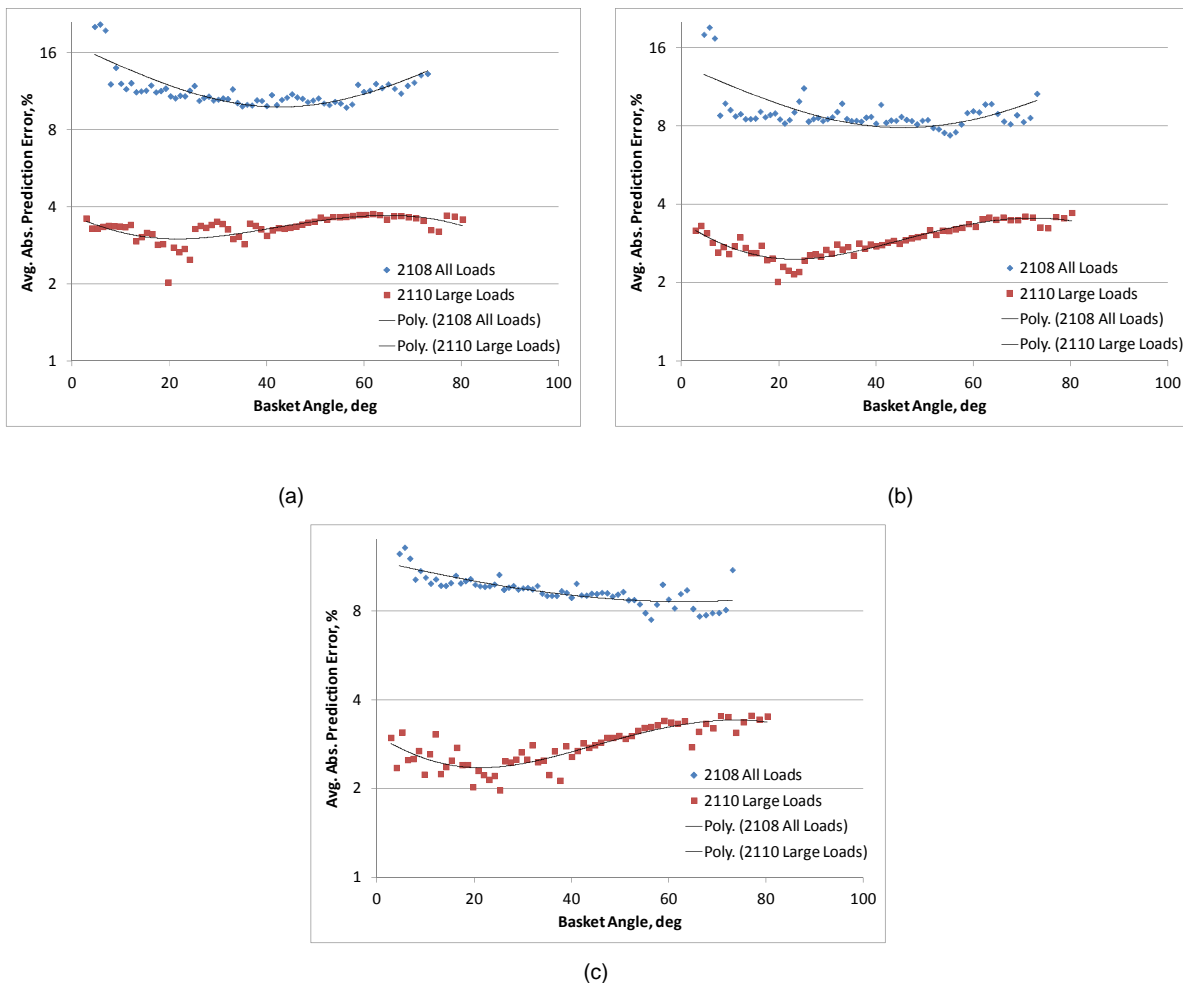 Avg. Abs. Prediction Error, %
16
8
4
2
1
2108 All Loads
2110 Large Loads
Poly. (2108 All Loads)
Poly. (2110 Large Loads)
0 20 40 60 80 100
Basket Angle, deg
(a)
Avg. Abs. Prediction Error, %
16
8
4
2
1
2108 All Loads
2110 Large Loads
Poly. (2108 All Loads)
Poly. (2110 Large Loads)
0 20 40 60 80 100
Basket Angle, deg
(b)
Avg. Abs. Prediction Error, %
8
4
2
1
2108 All Loads
2110 Large Loads
Poly. (2108 All Loads)
Poly. (2110 Large Loads)
0 20 40 60 80 100
Basket Angle, deg
(c)